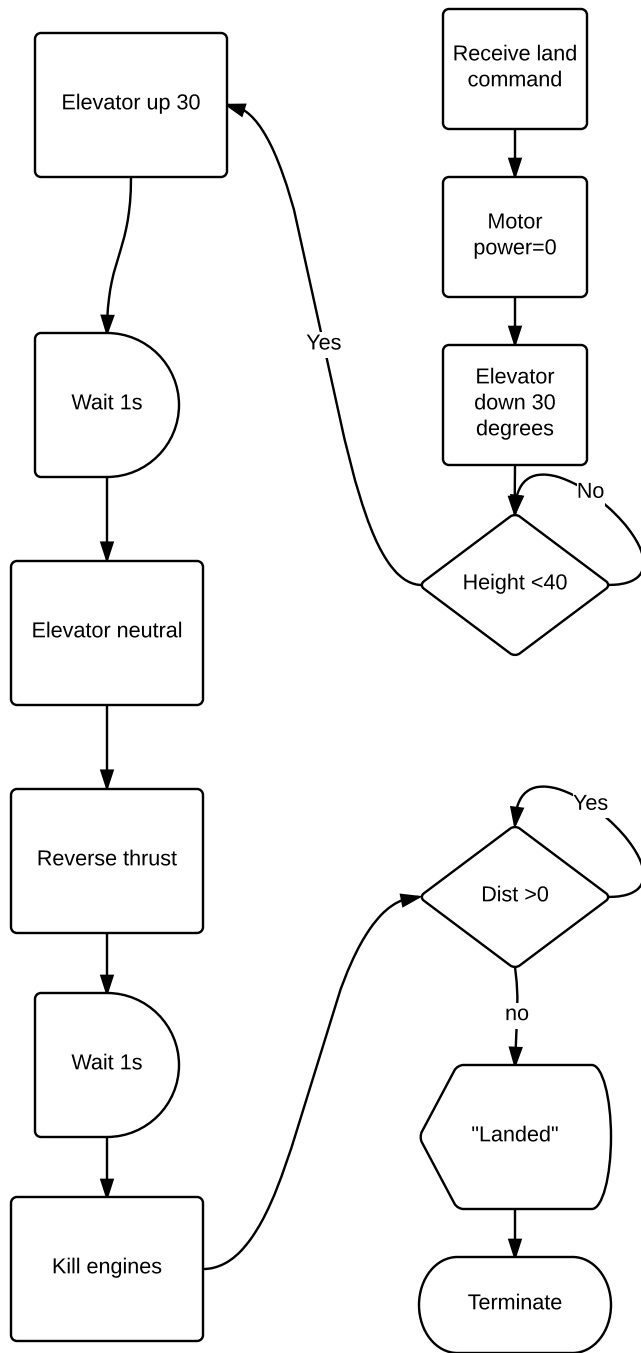 Receive land
command
Motor
power=0
Elevator
down 30
degrees
No
Height <40
Yes
Elevator up 30
Wait 1s
Elevator neutral
Reverse thrust
Wait 1s
Kill engines
Yes
Dist >0
no
"Landed"
Terminate